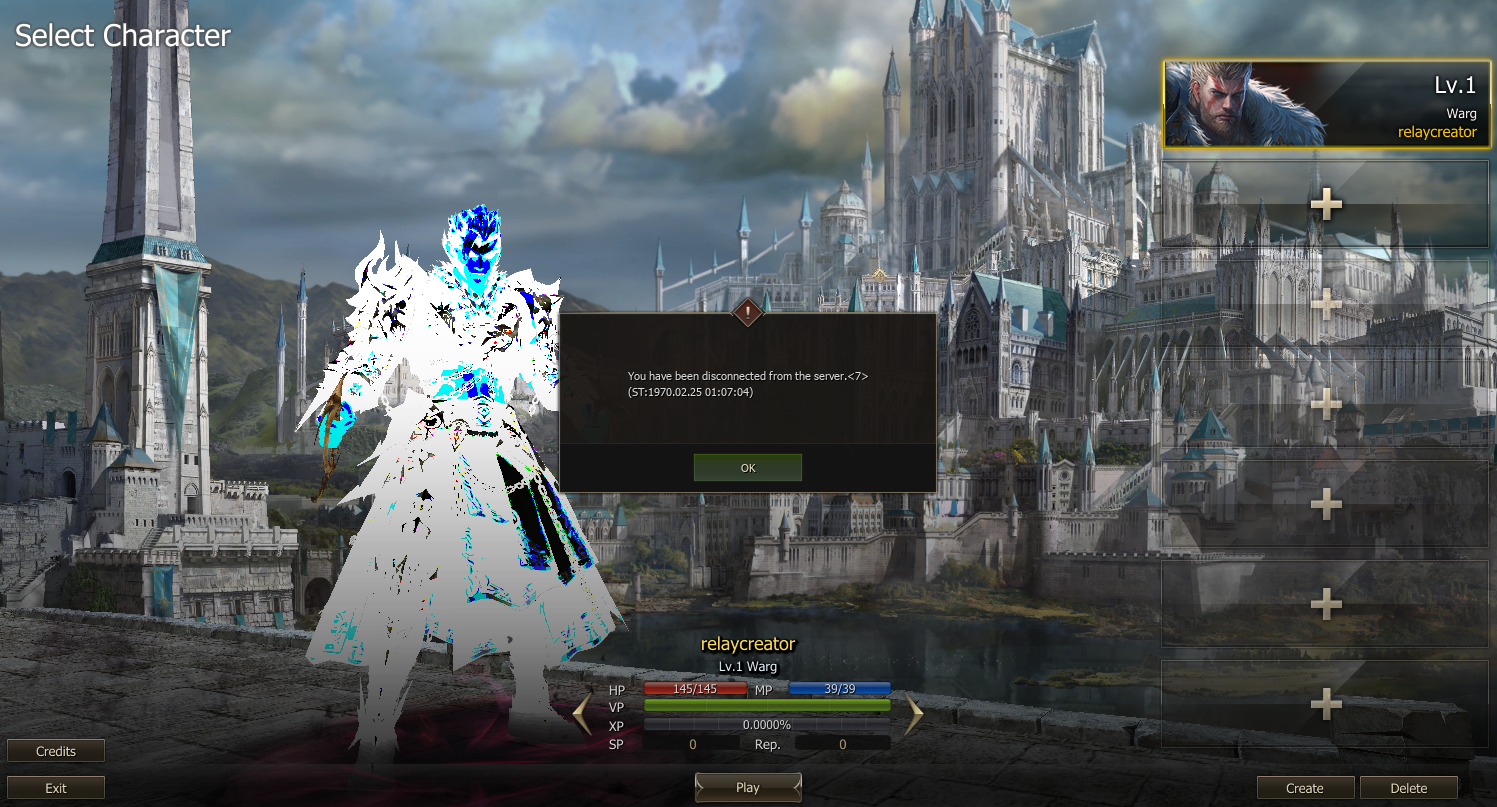 Select Character
Lv.1
Warg
relaycreator
!
You have been disconnected from the server.<7>
(ST:1970.02.25 01:07:04)
OK
relaycreator
Lv.1 Warg
HP 145/145 MP 39/39
VP
XP 0.0000%
SP 0 Rep. 0
Credits
Exit
Play
Create
Delete